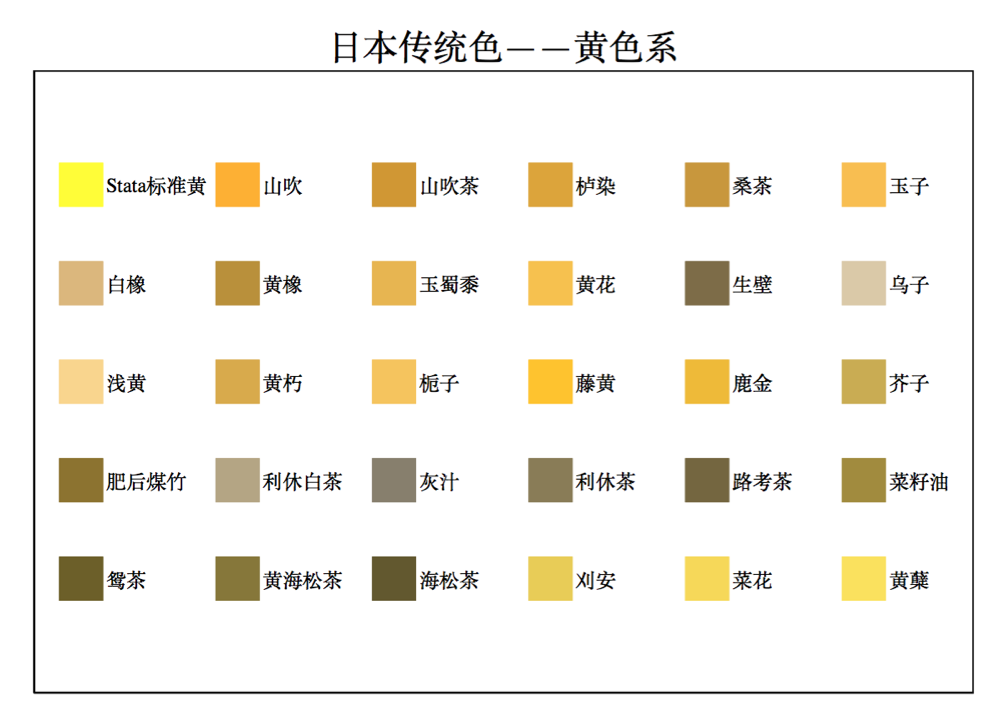 日本传统色——黄色系
Stata标准黄 山吹 山吹茶 栌染 桑茶 玉子
白橡 黄橡 玉蜀黍 黄花 生壁 乌子
浅黄 黄朽 栀子 藤黄 鹿金 芥子
肥后煤竹 利休白茶 灰汁 利休茶 路考茶 菜籽油
鸳茶 黄海松茶 海松茶 刈安 菜花 黄蘖